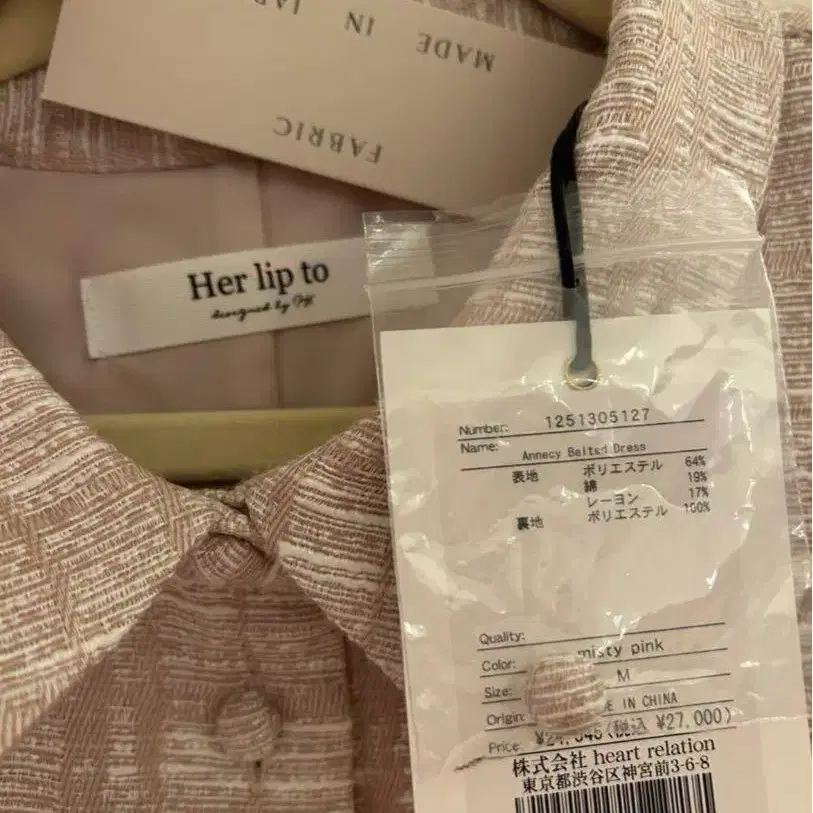 MADE IN
FABRIC
Her lip to
designed by
Number: 1251305127
Name: Annecy Belted Dress
表地 ポリエステル 64%
綿 19%
レーヨン 17%
裏地 ポリエステル 100%
Quality:
Color: misty pink
Size: M
Origin: IN CHINA
Price: (税込 ¥27,000)
株式会社 heart relation
東京都渋谷区神宮前3-6-8